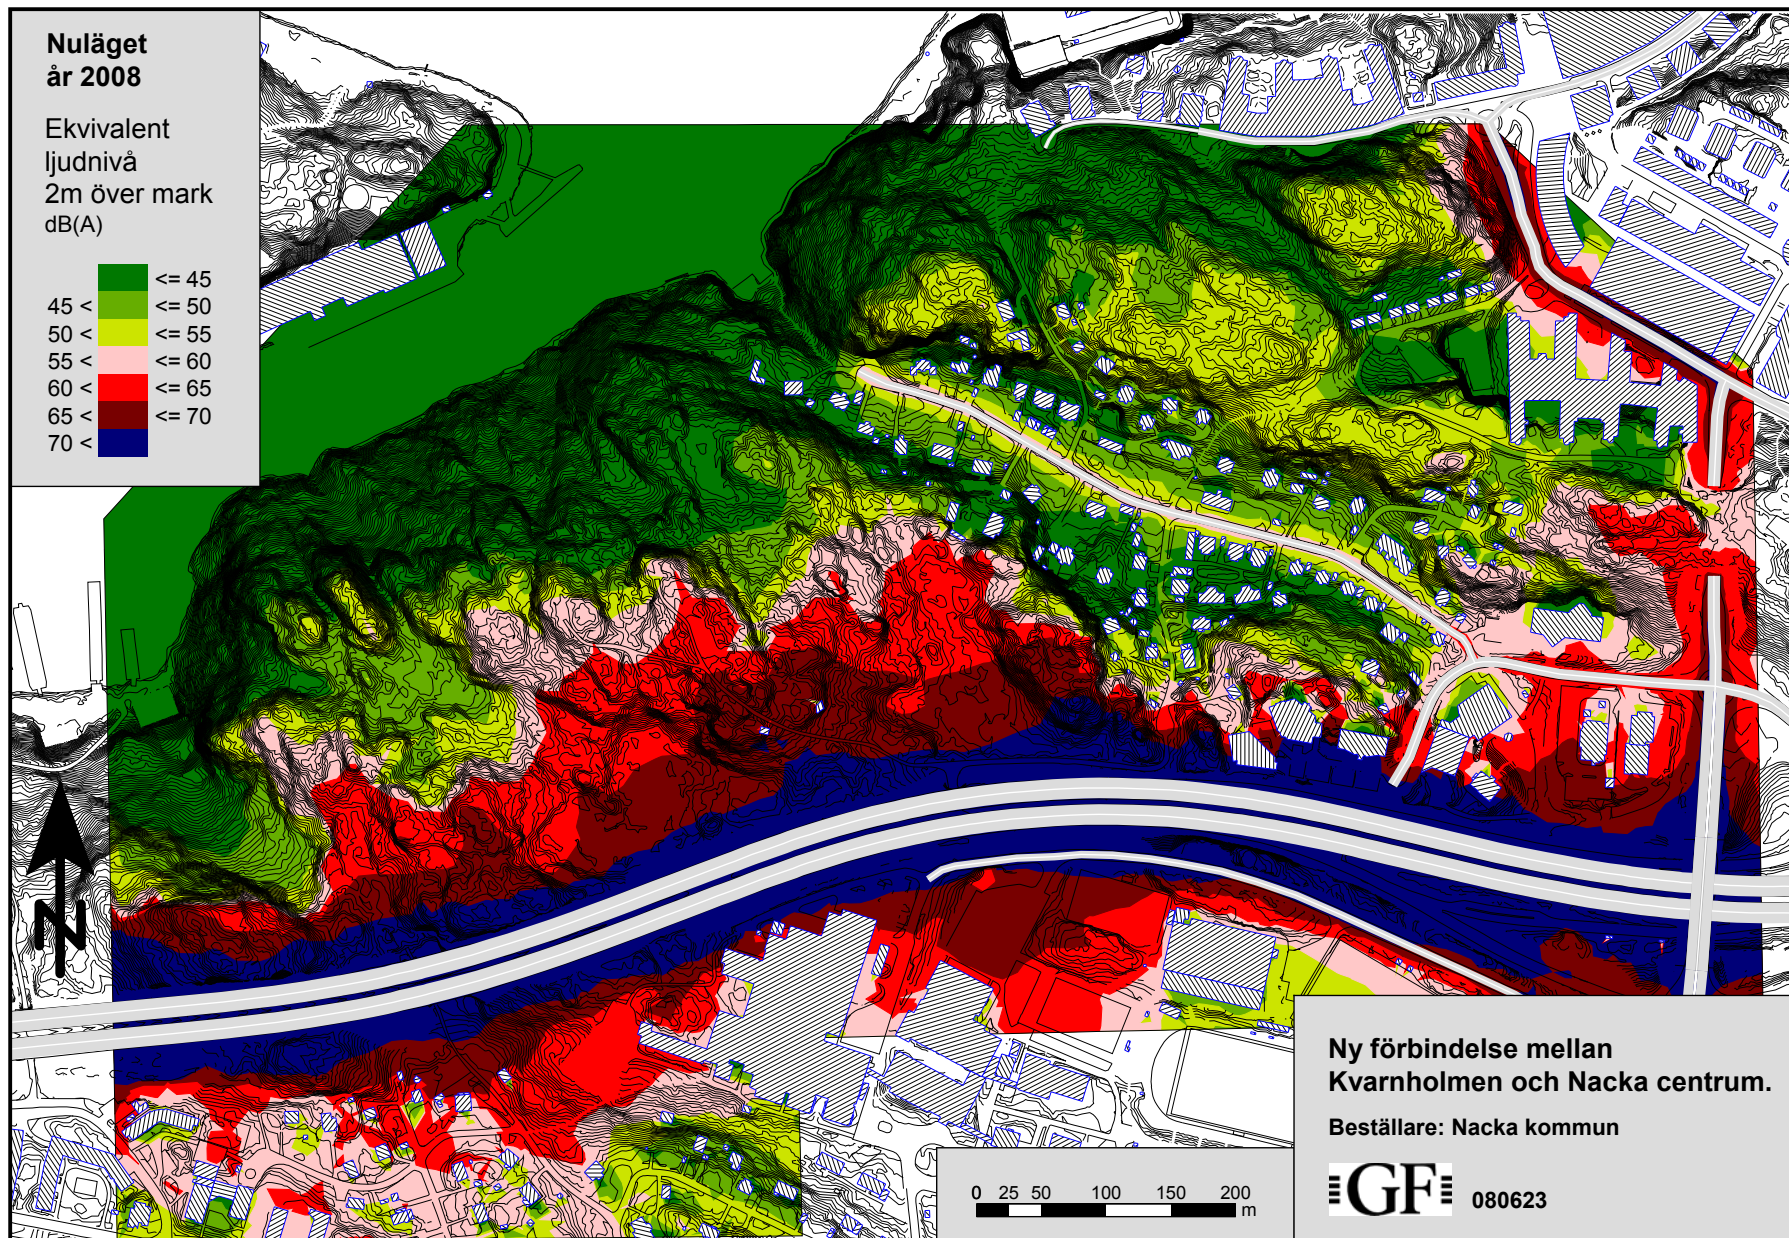 Nuläget
år 2008
Ekvivalent
ljudnivå
2m över mark
dB(A)
<= 45
45 < <= 50
50 < <= 55
55 < <= 60
60 < <= 65
65 < <= 70
70 <
N
0 25 50 100 150 200
m
Ny förbindelse mellan
Kvarnholmen och Nacka centrum.
Beställare: Nacka kommun
GF 080623